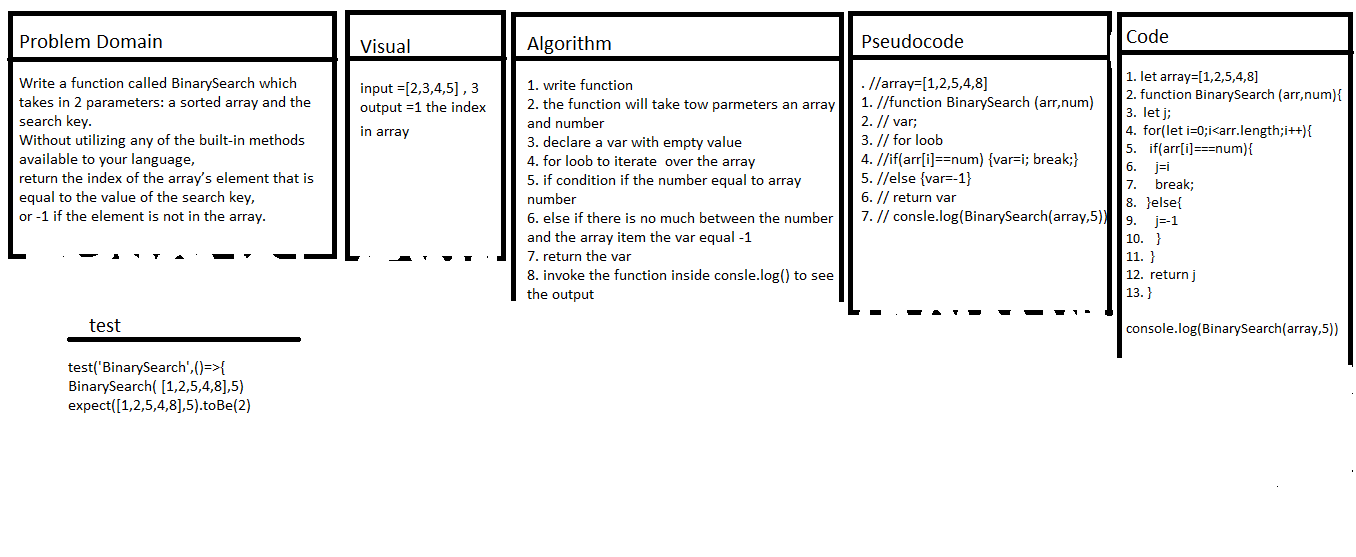 Problem Domain
Write a function called BinarySearch which
takes in 2 parameters: a sorted array and the
search key.
Without utilizing any of the built-in methods
available to your language,
return the index of the array’s element that is
equal to the value of the search key,
or -1 if the element is not in the array.
Visual
input =[2,3,4,5] , 3
output =1 the index
in array
Algorithm
1. write function
2. the function will take tow parmeters an array
and number
3. declare a var with empty value
4. for loob to iterate over the array
5. if condition if the number equal to array
number
6. else if there is no much between the number
and the array item the var equal -1
7. return the var
8. invoke the function inside consle.log() to see
the output
Pseudocode
. //array=[1,2,5,4,8]
1. //function BinarySearch (arr,num)
2. // var;
3. // for loob
4. //if(arr[i]==num) {var=i; break;}
5. //else {var=-1}
6. // return var
7. // consle.log(BinarySearch(array,5))
Code
1. let array=[1,2,5,4,8]
2. function BinarySearch (arr,num){
3. let j;
4. for(let i=0;i<arr.length;i++){
5. if(arr[i]===num){
6. j=i
7. break;
8. }else{
9. j=-1
10. }
11. }
12. return j
13. }
console.log(BinarySearch(array,5))
test
test('BinarySearch',()=>{
BinarySearch( [1,2,5,4,8],5)
expect([1,2,5,4,8],5).toBe(2)